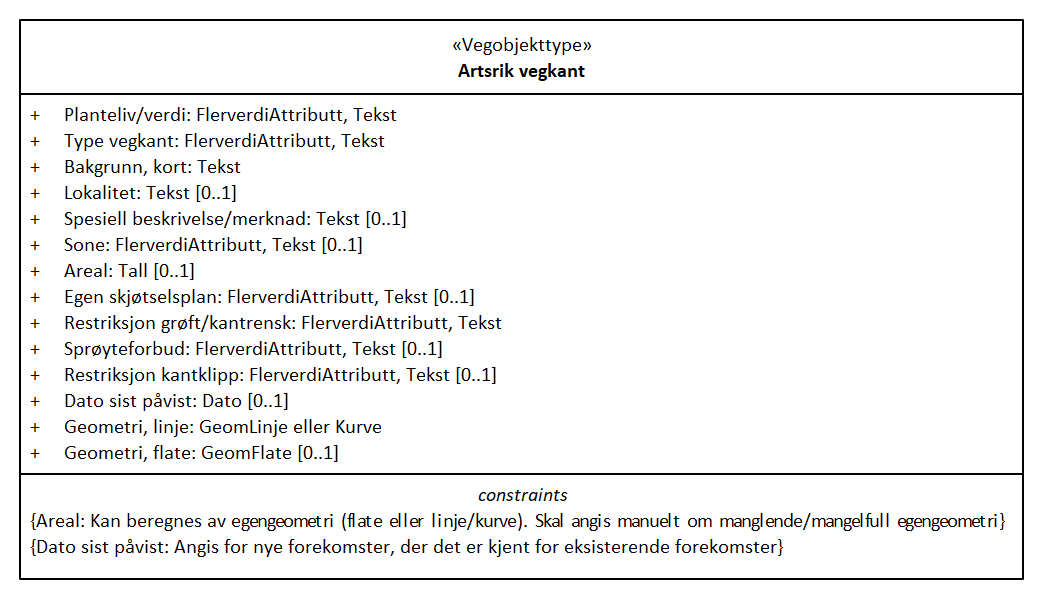 «Vegobjekttype»
Artsrik vegkant
+ Planteliv/verdi: FlerverdiAttributt, Tekst
+ Type vegkant: FlerverdiAttributt, Tekst
+ Bakgrunn, kort: Tekst
+ Lokalitet: Tekst [0..1]
+ Spesiell beskrivelse/merknad: Tekst [0..1]
+ Sone: FlerverdiAttributt, Tekst [0..1]
+ Areal: Tall [0..1]
+ Egen skjøtselsplan: FlerverdiAttributt, Tekst [0..1]
+ Restriksjon grøft/kantrensk: FlerverdiAttributt, Tekst
+ Sprøyteforbud: FlerverdiAttributt, Tekst [0..1]
+ Restriksjon kantklipp: FlerverdiAttributt, Tekst [0..1]
+ Dato sist påvist: Dato [0..1]
+ Geometri, linje: GeomLinje eller Kurve
+ Geometri, flate: GeomFlate [0..1]
constraints
{Areal: Kan beregnes av egengeometri (flate eller linje/kurve). Skal angis manuelt om manglende/mangelfull egengeometri}
{Dato sist påvist: Angis for nye forekomster, der det er kjent for eksisterende forekomster}